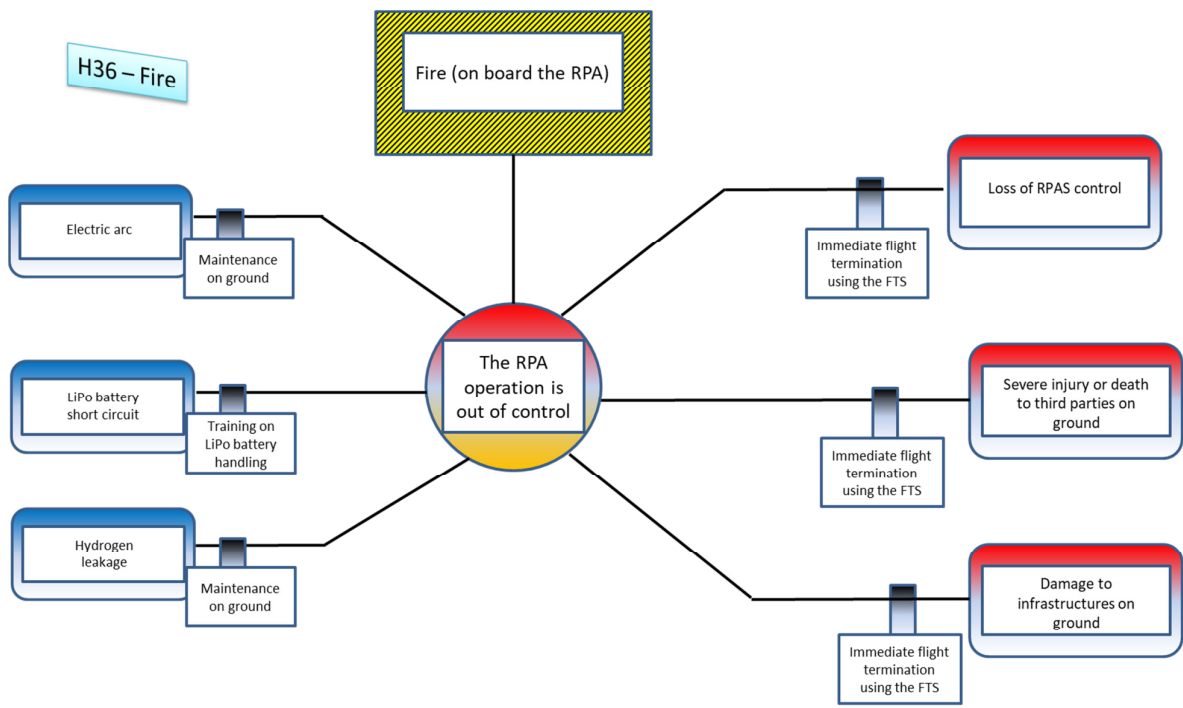 H36 – Fire
Fire (on board the RPA)
Electric arc
Maintenance
on ground
LiPo battery
short circuit
Training on
LiPo battery
handling
Hydrogen
leakage
Maintenance
on ground
The RPA
operation is
out of control
Loss of RPAS control
Immediate flight
termination
using the FTS
Severe injury or death
to third parties on
ground
Immediate flight
termination
using the FTS
Damage to
infrastructures on
ground
Immediate flight
termination
using the FTS